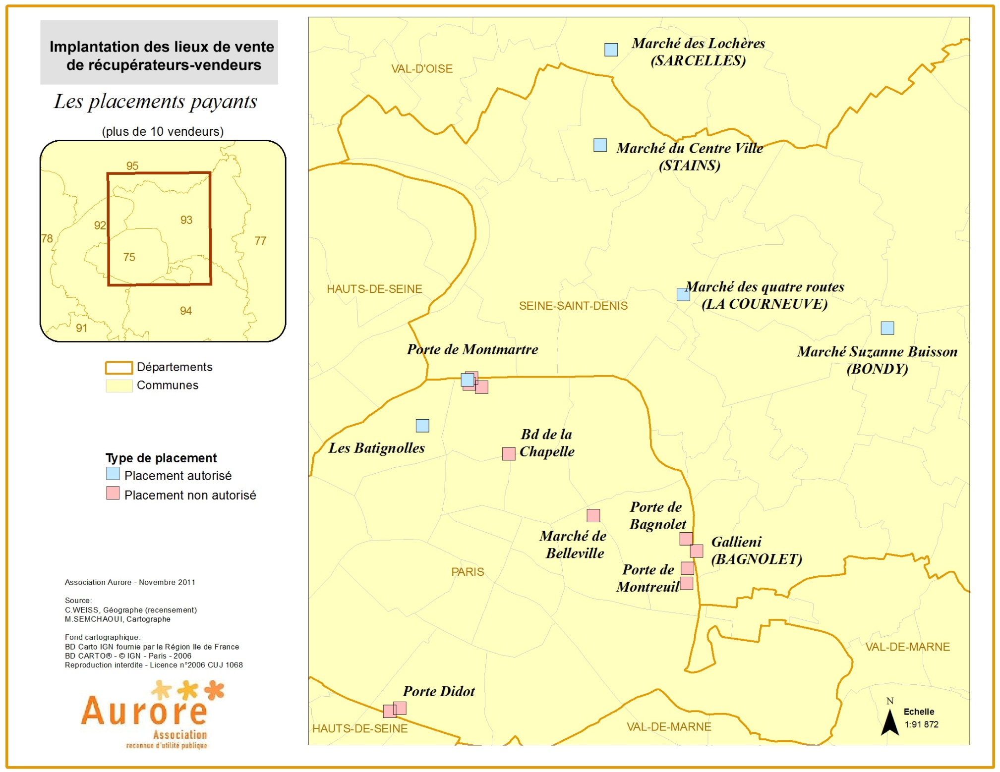 Implantation des lieux de vente
de récupérateurs-vendeurs
Les placements payants
(plus de 10 vendeurs)
95
92
93
78
77
75
94
91
Départements
Communes
Type de placement
Placement autorisé
Placement non autorisé
Association Aurore - Novembre 2011
Source:
C.WEISS, Géographe (recensement)
M.SEMCHAOUI, Cartographe
Fond cartographique:
BD Carto IGN fournie par la Région Ile de France
BD CARTO® - © IGN - Paris - 2006
Reproduction interdite - Licence n°2006 CUJ 1068
Aurore
Association
reconnue d'utilité publique
Marché des Lochères
(SARCELLES)
VAL-D'OISE
Marché du Centre Ville
(STAINS)
HAUTS-DE-SEINE
SEINE-SAINT-DENIS
Marché des quatre routes
(LA COURNEUVE)
Porte de Montmartre
Marché Suzanne Buisson
(BONDY)
Les Batignolles
Bd de la
Chapelle
Porte de
Bagnolet
Marché de
Belleville
Gallieni
(BAGNOLET)
PARIS
Porte de
Montreuil
VAL-DE-MARNE
Porte Didot
HAUTS-DE-SEINE
VAL-DE-MARNE
N
Echelle
1:91 872